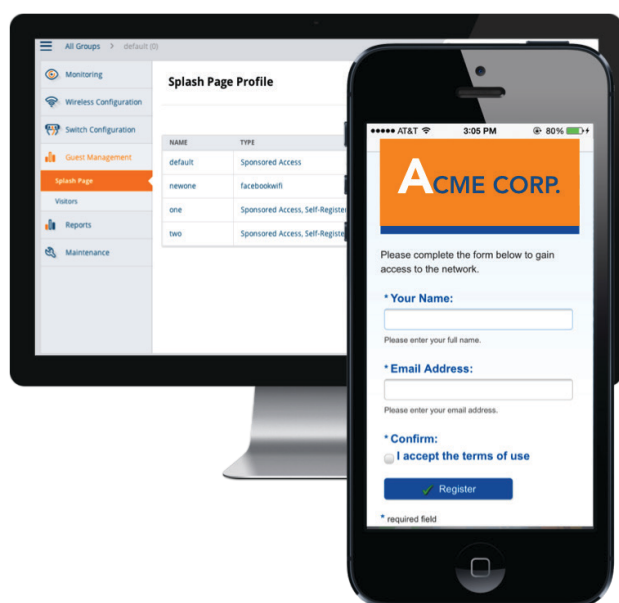 All Groups > default (0)
Monitoring
Wireless Configuration
Switch Configuration
Guest Management
Splash Page
Visitors
Reports
Maintenance
Splash Page Profile
NAME TYPE
default Sponsored Access
newone facebookwifi
one Sponsored Access, Self-Register
two Sponsored Access, Self-Registe
AT&T 3:05 PM 80%
ACME CORP.
Please complete the form below to gain
access to the network.
* Your Name:
Please enter your full name.
* Email Address:
Please enter your email address.
* Confirm:
I accept the terms of use
Register
* required field